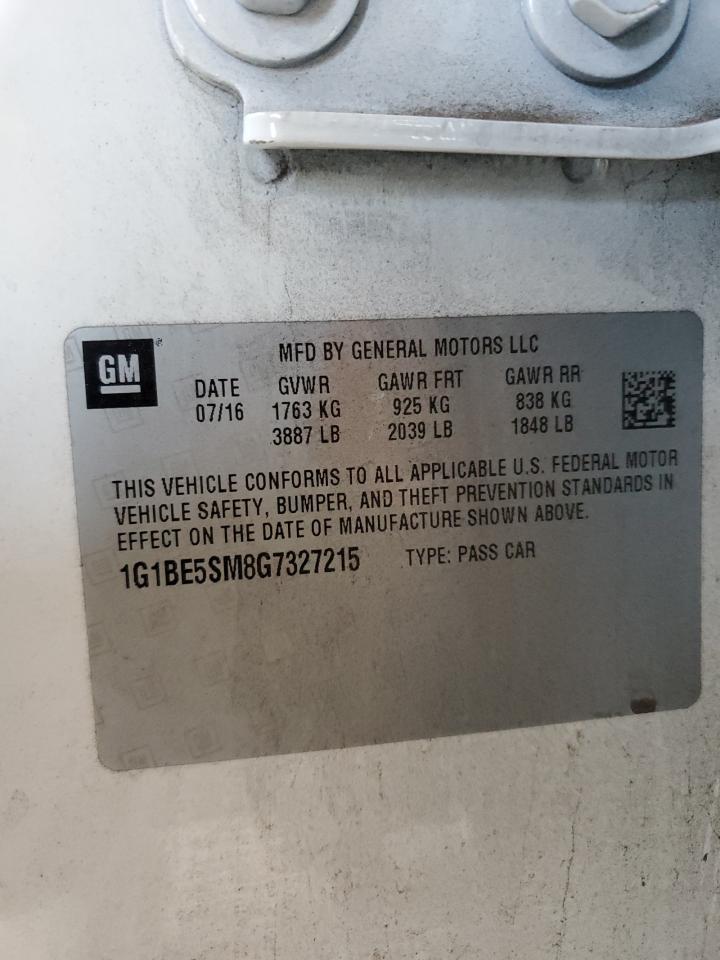 GM
MFD BY GENERAL MOTORS LLC
DATE GVWR GAWR FRT GAWR RR
07/16 1763 KG 925 KG 838 KG
3887 LB 2039 LB 1848 LB
THIS VEHICLE CONFORMS TO ALL APPLICABLE U.S. FEDERAL MOTOR
VEHICLE SAFETY, BUMPER, AND THEFT PREVENTION STANDARDS IN
EFFECT ON THE DATE OF MANUFACTURE SHOWN ABOVE.
1G1BE5SM8G7327215 TYPE: PASS CAR